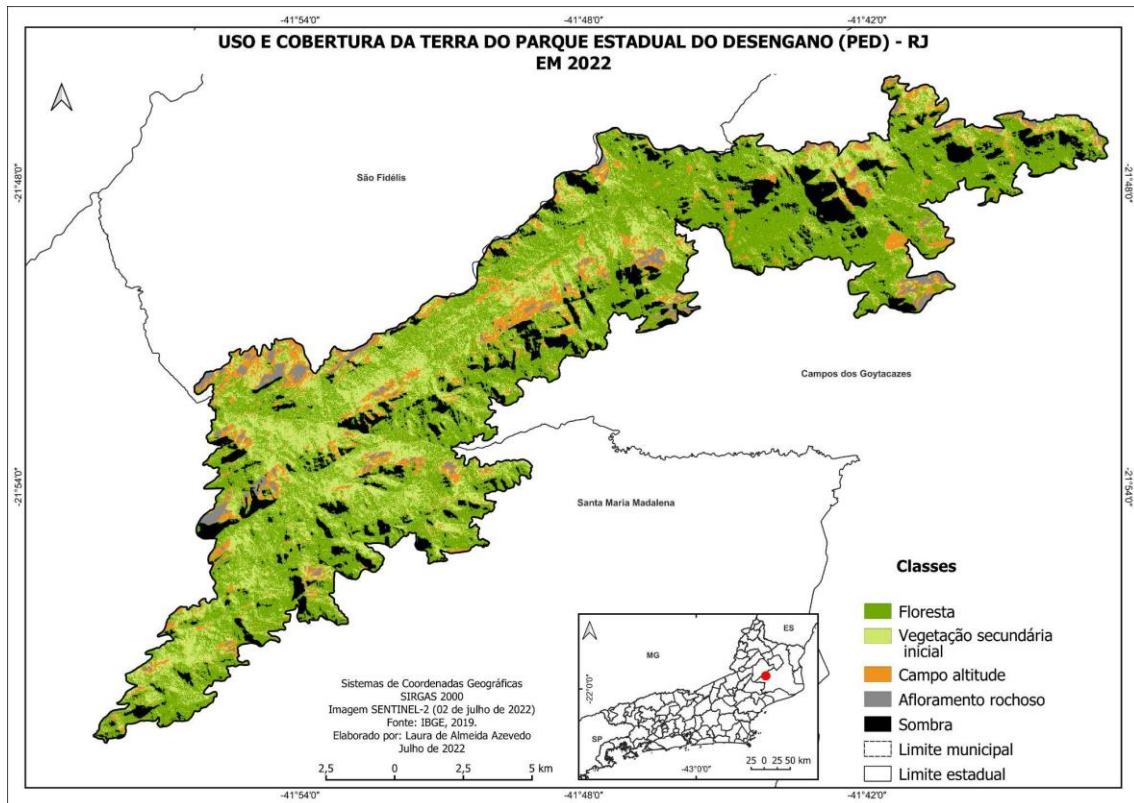 -41°54'0"
-41°48'0"
-41°42'0"
USO E COBERTURA DA TERRA DO PARQUE ESTADUAL DO DESENGANO (PED) - RJ
EM 2022
-21°48'0"
-21°48'0"
São Fidélis
Campos dos Goytacazes
-21°54'0"
-21°54'0"
Santa Maria Madalena
Classes
Floresta
Vegetação secundária
inicial
Campo altitude
Afloramento rochoso
Sombra
Limite municipal
Limite estadual
ES
MG
-22°0.0"
SP
-43°0'0"
25 0 25 50 km
Sistemas de Coordenadas Geográficas
SIRGAS 2000
Imagem SENTINEL-2 (02 de julho de 2022)
Fonte: IBGE, 2019.
Elaborado por: Laura de Almeida Azevedo
Julho de 2022
2,5 0 2,5 5 km
-41°54'0"
-41°48'0"
-41°42'0"